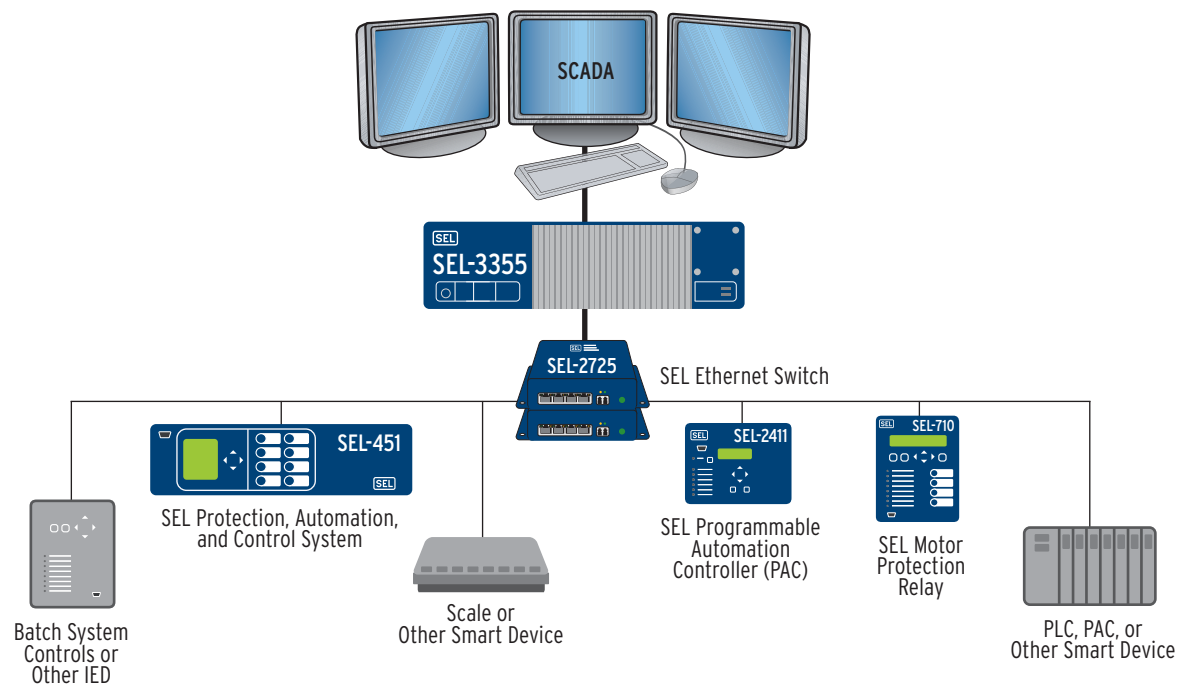 SCADA
SEL
SEL-3355
SEL
SEL-2725
SEL Ethernet Switch
SEL-451
SEL
SEL Protection, Automation,
and Control System
SEL
SEL-2411
SEL Programmable
Automation
Controller (PAC)
SEL
SEL-710
SEL Motor
Protection
Relay
Batch System
Controls or
Other IED
Scale or
Other Smart Device
PLC, PAC, or
Other Smart Device